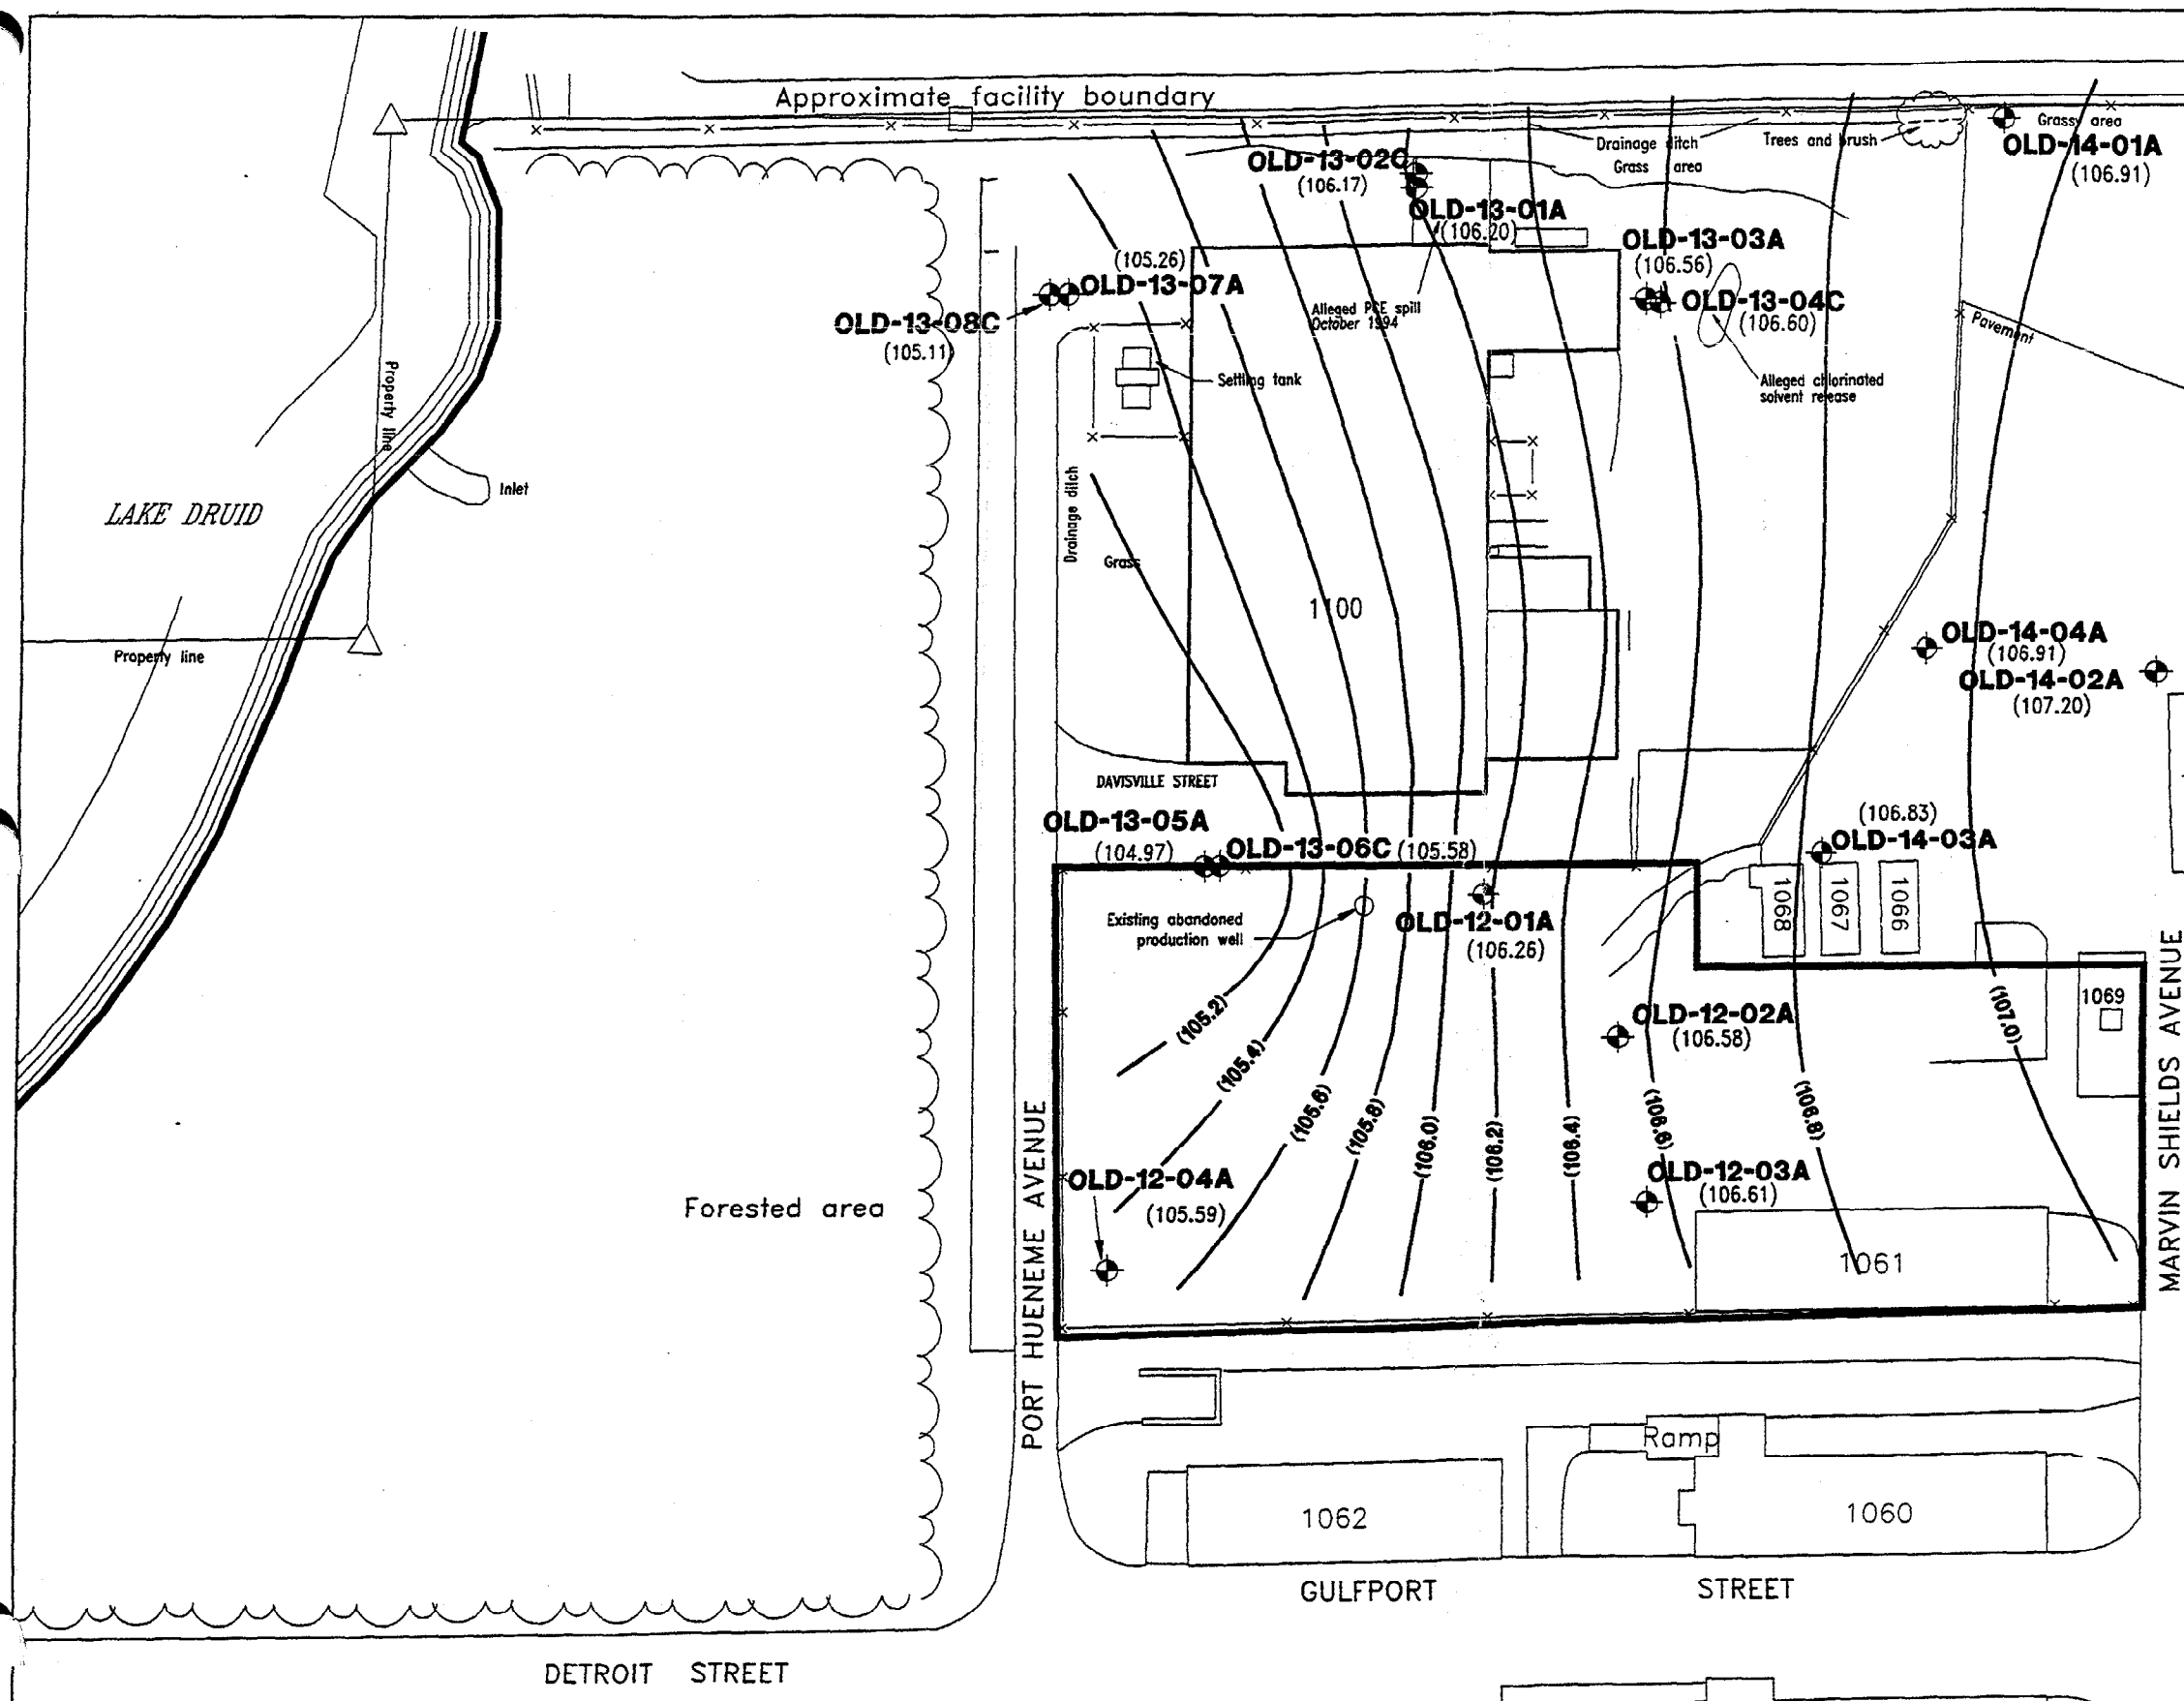 Approximate facility boundary
Grassy area
OLD-14-01A
(106.91)
Drainage ditch
Grass area
Trees and brush
OLD-13-02C
(106.17)
OLD-13-01A
(106.20)
OLD-13-03A
(106.56)
OLD-13-04C
(106.60)
(105.26)
OLD-13-07A
OLD-13-08C
(105.11)
Alleged PCE spill
October 1994
Pavement
Property line
Settling tank
Alleged chlorinated
solvent release
Inlet
LAKE DRUID
Drainage ditch
Grass
1100
Property line
OLD-14-04A
(106.91)
OLD-14-02A
(107.20)
DAVISVILLE STREET
OLD-13-05A
(104.97)
OLD-13-06C (105.58)
(106.83)
OLD-14-03A
1068
1067
1066
Existing abandoned
production well
OLD-12-01A
(106.26)
1069
OLD-12-02A
(106.58)
(105.2)
(105.4)
(105.6)
(105.8)
(106.0)
(106.2)
(106.4)
(106.6)
(106.8)
(107.0)
OLD-12-04A
(105.59)
OLD-12-03A
(106.61)
Forested area
1061
PORT HUENEME AVENUE
MARVIN SHIELDS AVENUE
Ramp
1062
1060
GULFPORT STREET
DETROIT STREET